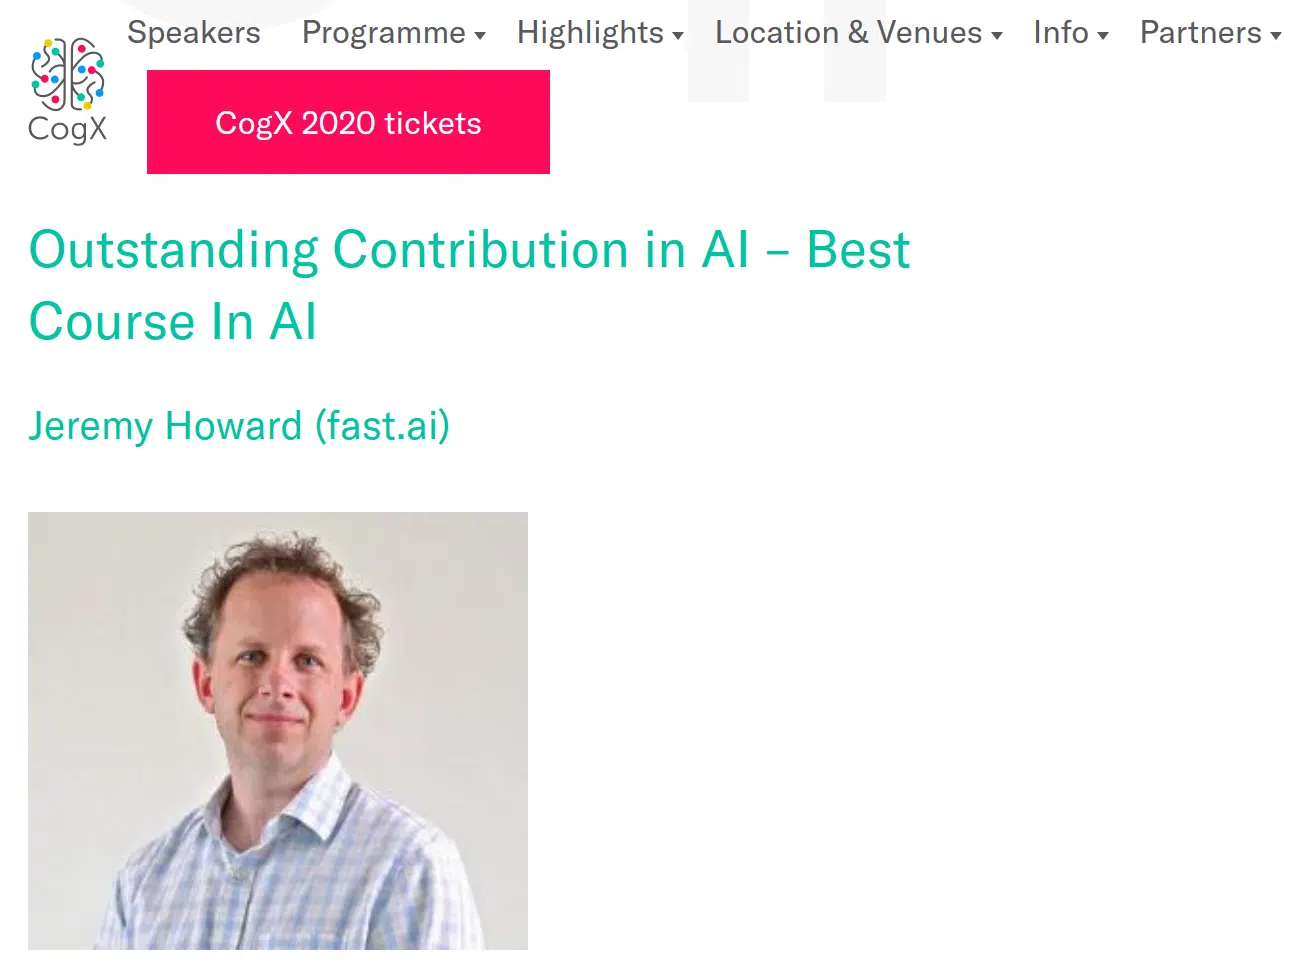 Speakers Programme Highlights Location & Venues Info Partners
CogX
CogX 2020 tickets
Outstanding Contribution in AI – Best
Course In AI
Jeremy Howard (fast.ai)